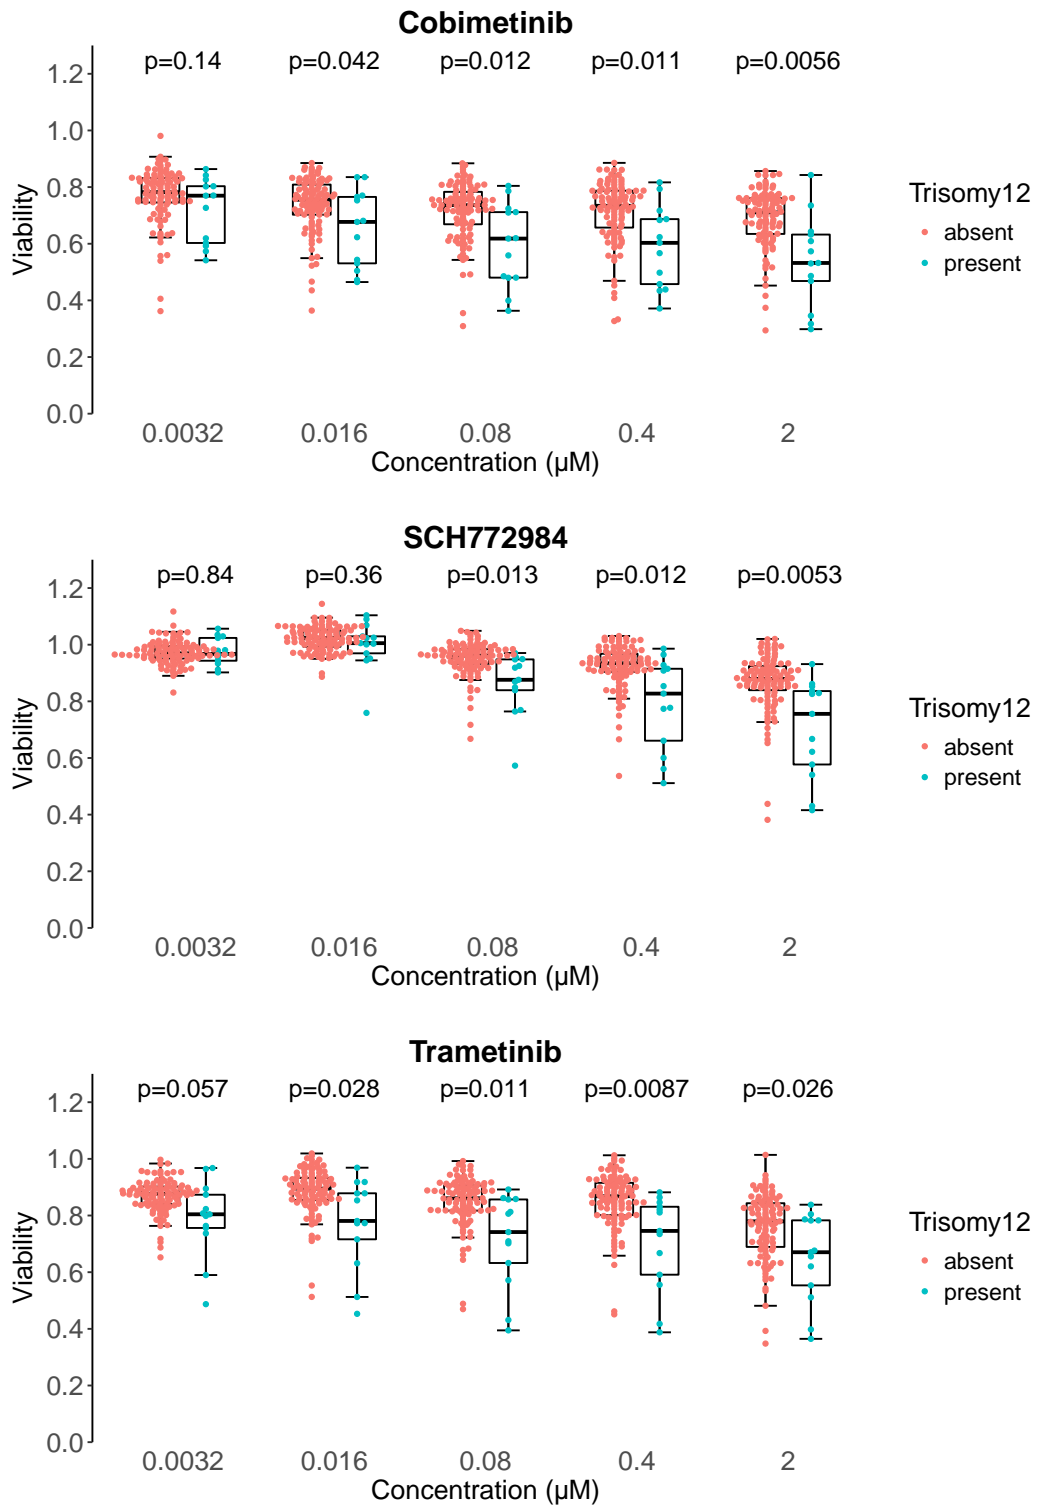 Cobimetinib
p=0.14 p=0.042 p=0.012 p=0.011 p=0.0056
1.2
1.0
0.8
0.6
0.4
0.2
0.0
Viability
0.0032 0.016 0.08 0.4 2
Concentration (µM)
Trisomy12
absent
present
SCH772984
p=0.84 p=0.36 p=0.013 p=0.012 p=0.0053
1.2
1.0
0.8
0.6
0.4
0.2
0.0
Viability
0.0032 0.016 0.08 0.4 2
Concentration (µM)
Trisomy12
absent
present
Trametinib
p=0.057 p=0.028 p=0.011 p=0.0087 p=0.026
1.2
1.0
0.8
0.6
0.4
0.2
0.0
Viability
0.0032 0.016 0.08 0.4 2
Concentration (µM)
Trisomy12
absent
present